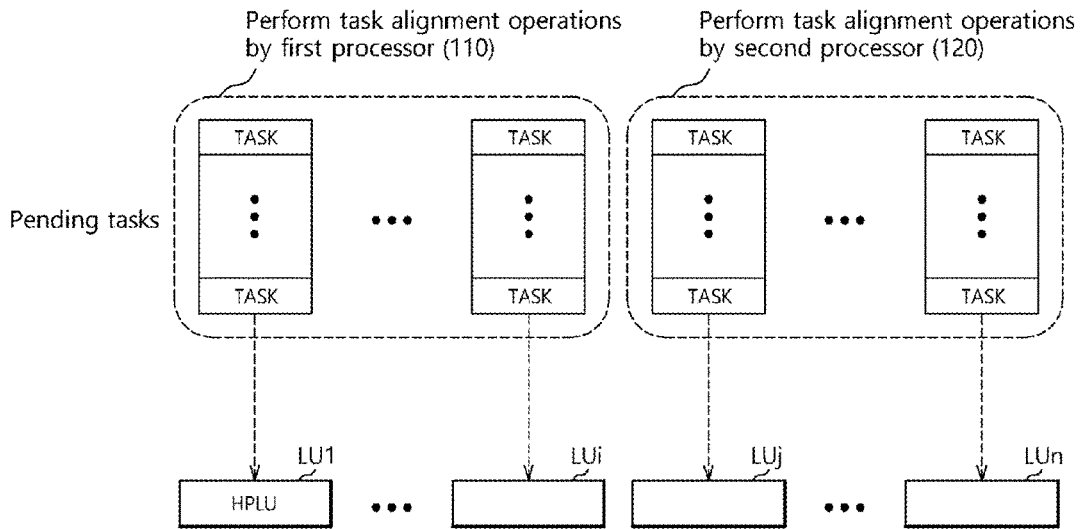 Perform task alignment operations
by first processor (110)
Perform task alignment operations
by second processor (120)
TASK
TASK
TASK
TASK
Pending tasks
TASK
TASK
TASK
TASK
LU1
LUi
LUj
LUn
HPLU